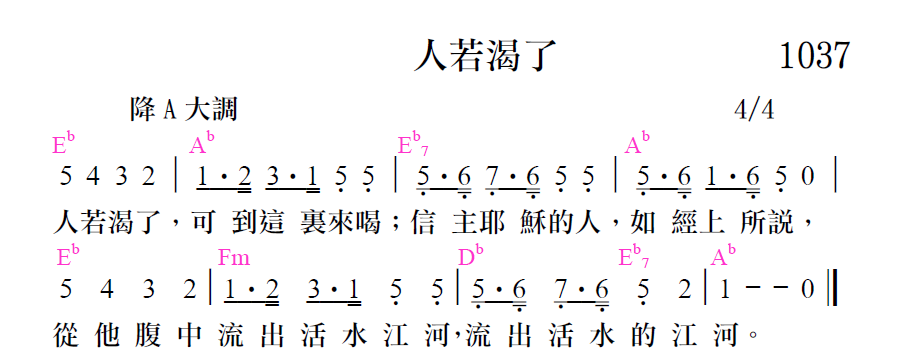 人若渴了 1037
降A大調 4/4
E♭ A♭ E♭7 A♭
5 4 3 2 | 1·2 3·1 5 5 | 5·6 7·6 5 5 | 5·6 1·6 5 0 |
人若渴了，可 到這 裏來喝；信 主耶 穌的人，如 經上 所説，
E♭ Fm D♭ E♭7 A♭
5 4 3 2 | 1·2 3·1 5 5 | 5·6 7·6 5 2 | 1 － － 0 ‖
從 他 腹 中 流 出 活 水 江 河，流 出 活 水 的 江 河。